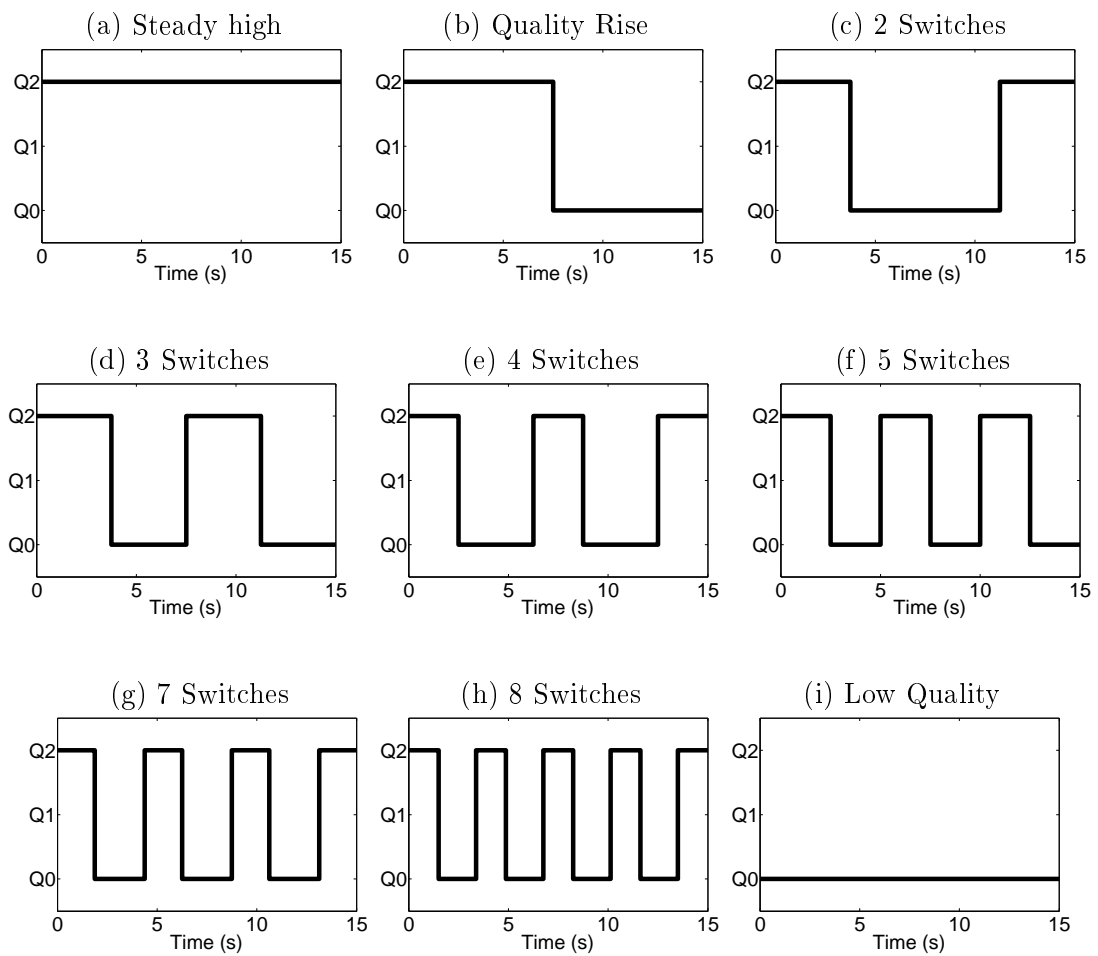 (a) Steady high
Q2
Q1
Q0
0 5 10 15
Time (s)
(b) Quality Rise
Q2
Q1
Q0
0 5 10 15
Time (s)
(c) 2 Switches
Q2
Q1
Q0
0 5 10 15
Time (s)
(d) 3 Switches
Q2
Q1
Q0
0 5 10 15
Time (s)
(e) 4 Switches
Q2
Q1
Q0
0 5 10 15
Time (s)
(f) 5 Switches
Q2
Q1
Q0
0 5 10 15
Time (s)
(g) 7 Switches
Q2
Q1
Q0
0 5 10 15
Time (s)
(h) 8 Switches
Q2
Q1
Q0
0 5 10 15
Time (s)
(i) Low Quality
Q2
Q1
Q0
0 5 10 15
Time (s)